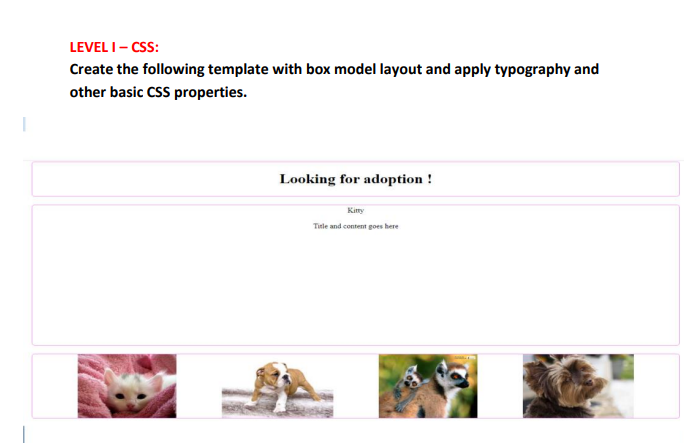 LEVEL I – CSS:
Create the following template with box model layout and apply typography and
other basic CSS properties.
Looking for adoption !
Kitty
Title and content goes here